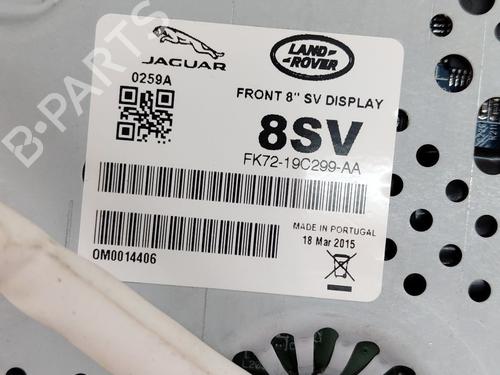 JAGUAR
LAND ROVER
0259A
FRONT 8" SV DISPLAY
8SV
FK72-19C299-AA
MADE IN PORTUGAL
18 Mar 2015
0M0014406
B-PARTS